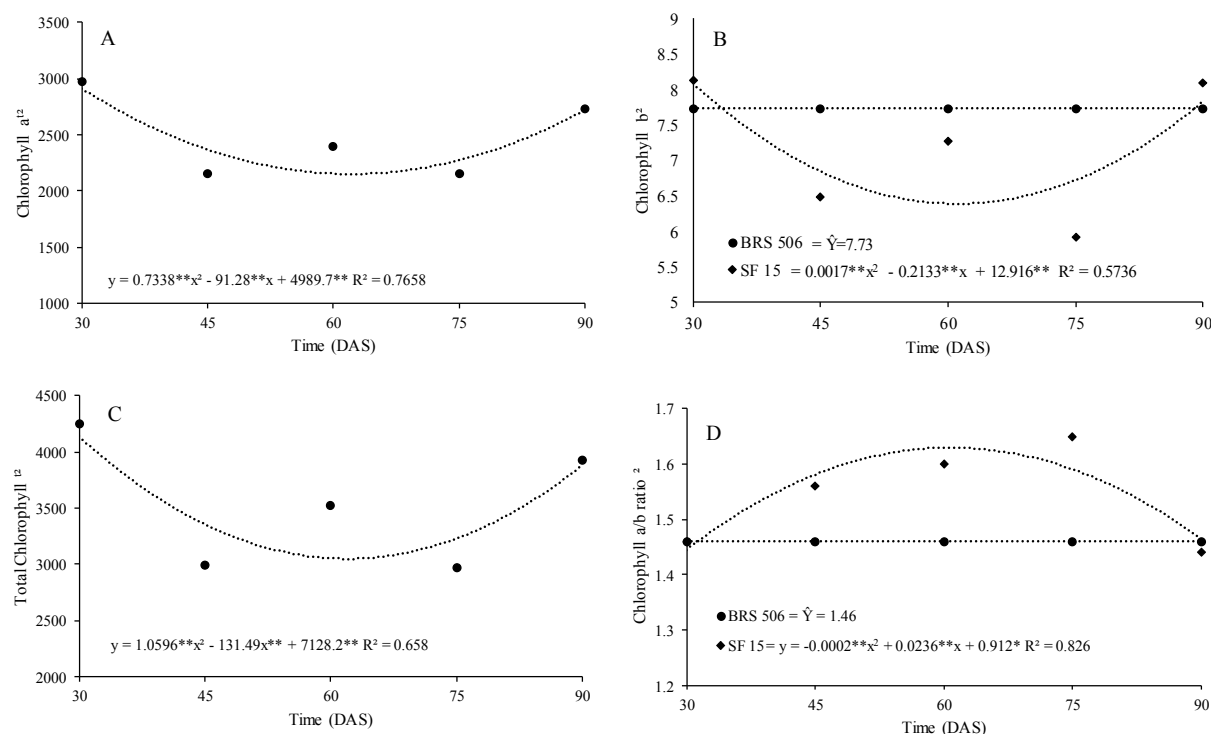 A
Chlorophyll a¹²
3500
3000
2500
2000
1500
1000
y = 0.7338**x² - 91.28**x + 4989.7** R² = 0.7658
30 45 60 75 90
Time (DAS)
B
Chlorophyll b²
9
8.5
8
7.5
7
6.5
6
5.5
5
BRS 506 = Ŷ=7.73
SF 15 = 0.0017**x² - 0.2133**x + 12.916** R² = 0.5736
30 45 60 75 90
Time (DAS)
C
Total Chlorophyll ¹²
4500
4000
3500
3000
2500
2000
y = 1.0596**x² - 131.49x** + 7128.2** R² = 0.658
30 45 60 75 90
Time (DAS)
D
Chlorophyll a/b ratio ²
1.7
1.6
1.5
1.4
1.3
1.2
BRS 506 = Ŷ = 1.46
SF 15= y = -0.0002**x² + 0.0236**x + 0.912* R² = 0.826
30 45 60 75 90
Time (DAS)